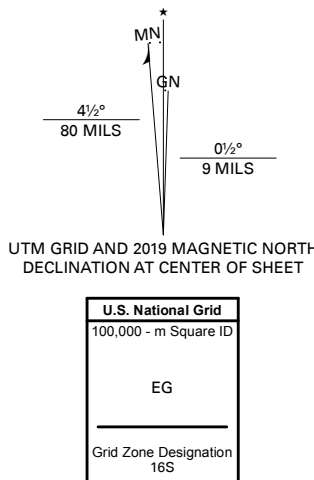 ★
MN
GN
4½°
80 MILS
0½°
9 MILS
UTM GRID AND 2019 MAGNETIC NORTH
DECLINATION AT CENTER OF SHEET
U.S. National Grid
100,000 - m Square ID
EG
Grid Zone Designation
16S